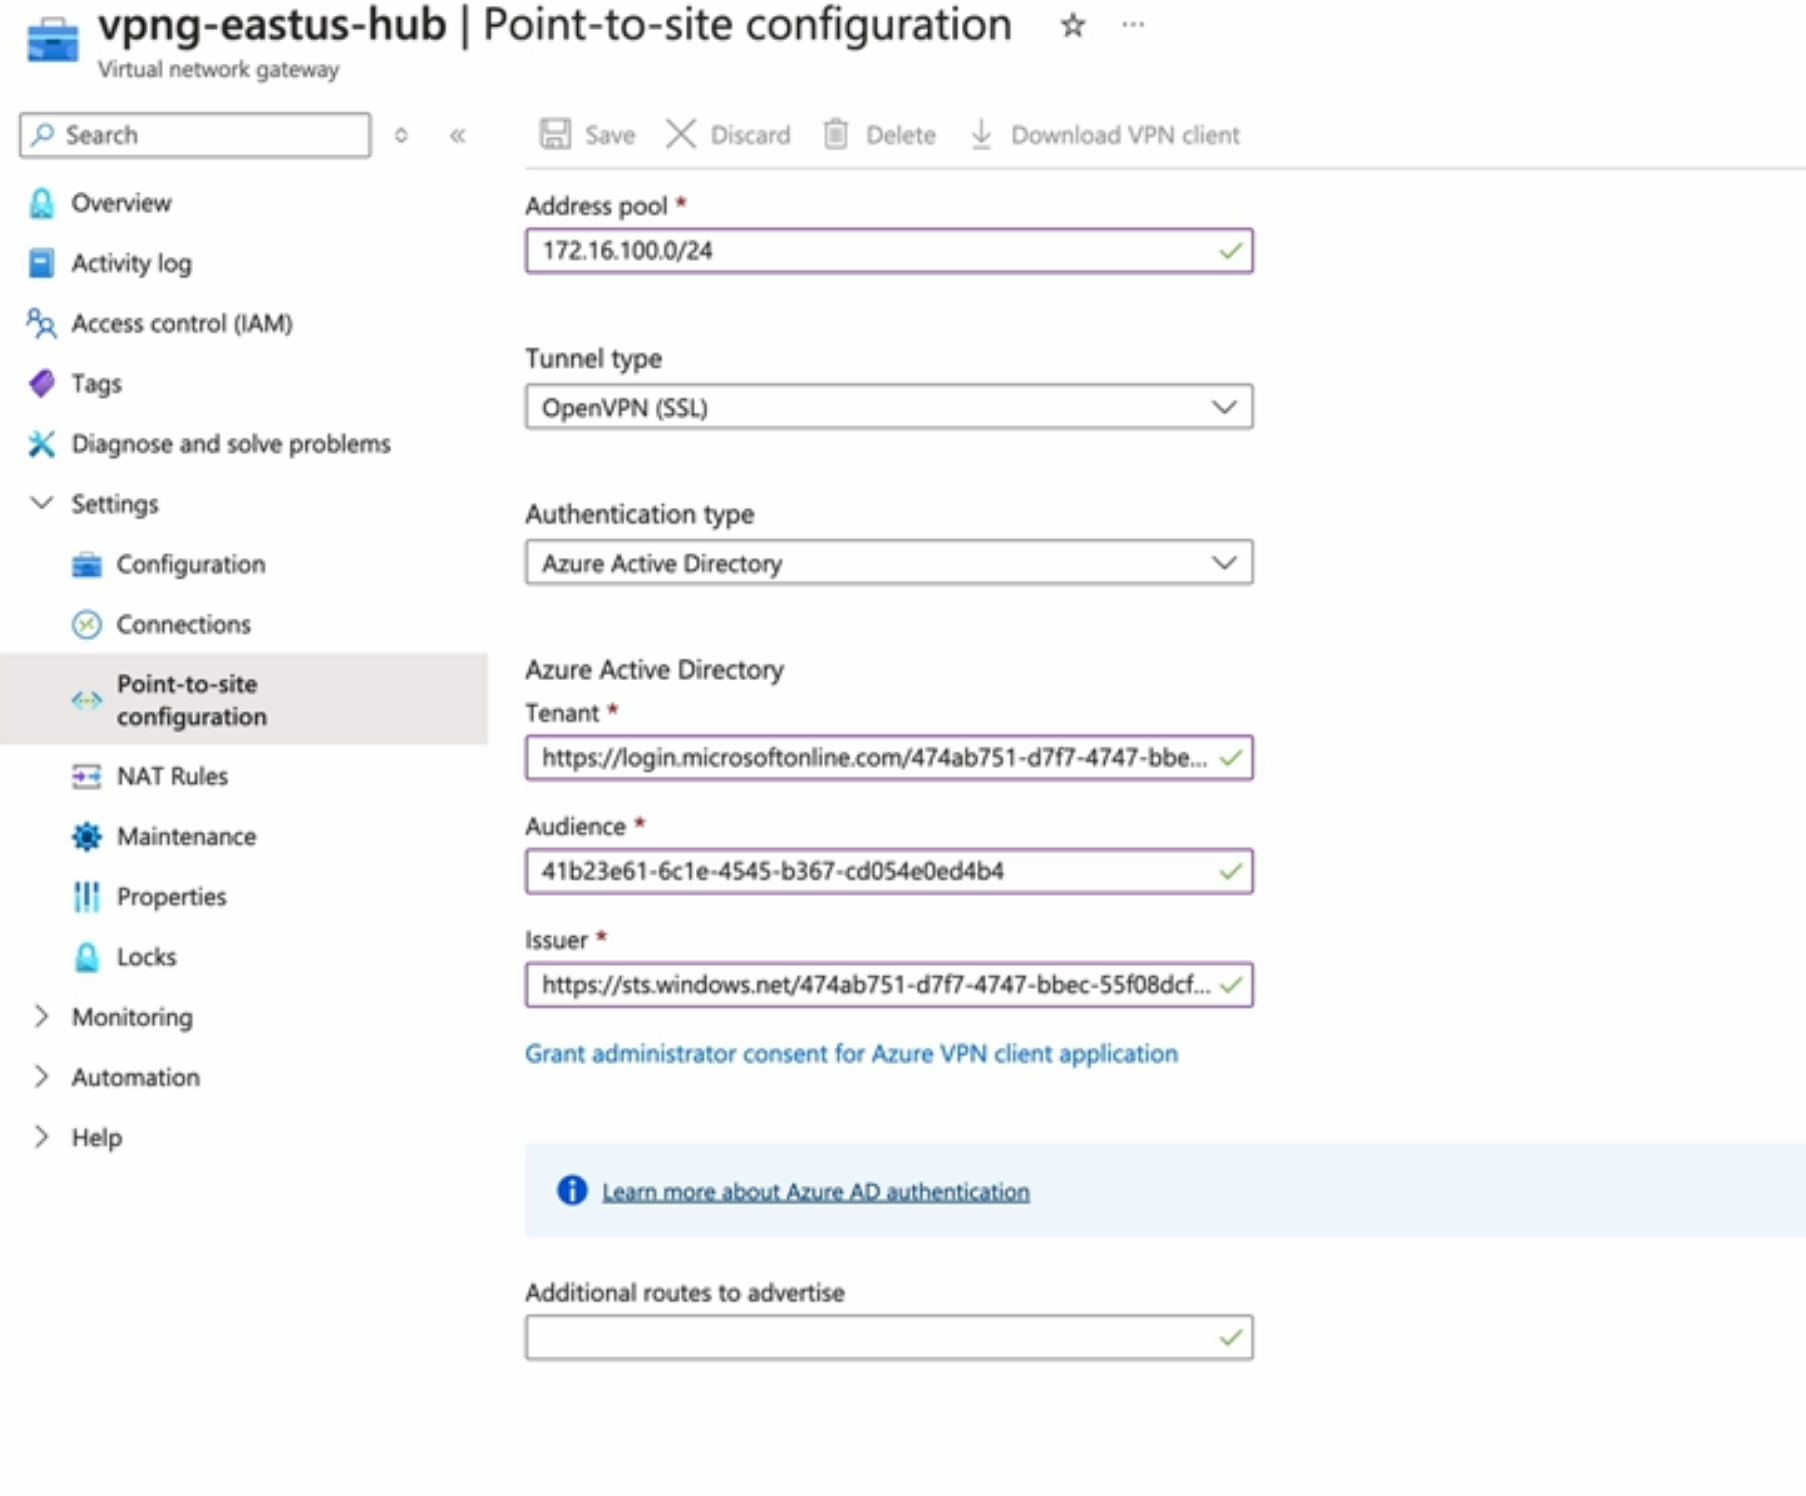 vpng-eastus-hub | Point-to-site configuration
Virtual network gateway
Search
Save
Discard
Delete
Download VPN client
Overview
Activity log
Access control (IAM)
Tags
Diagnose and solve problems
Settings
Configuration
Connections
Point-to-site
configuration
NAT Rules
Maintenance
Properties
Locks
Monitoring
Automation
Help
Address pool *
172.16.100.0/24
Tunnel type
OpenVPN (SSL)
Authentication type
Azure Active Directory
Azure Active Directory
Tenant *
https://login.microsoftonline.com/474ab751-d7f7-4747-bbe...
Audience *
41b23e61-6c1e-4545-b367-cd054e0ed4b4
Issuer *
https://sts.windows.net/474ab751-d7f7-4747-bbec-55f08dcf...
Grant administrator consent for Azure VPN client application
Learn more about Azure AD authentication
Additional routes to advertise